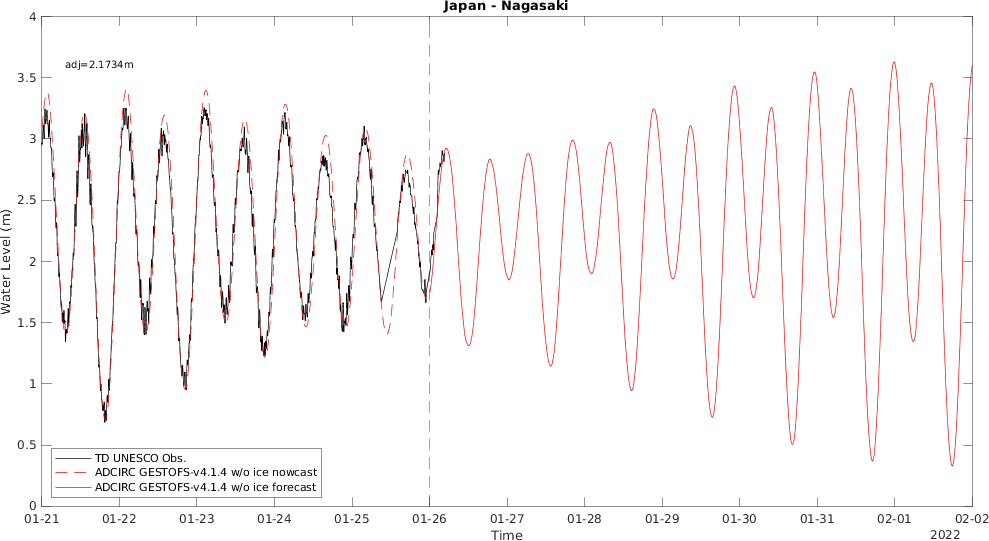 Japan - Nagasaki
4
3.5
3
2.5
2
1.5
1
0.5
0
Water Level (m)
adj=2.1734m
TD UNESCO Obs.
ADCIRC GESTOFS-v4.1.4 w/o ice nowcast
ADCIRC GESTOFS-v4.1.4 w/o ice forecast
01-21 01-22 01-23 01-24 01-25 01-26 01-27 01-28 01-29 01-30 01-31 02-01 02-02
Time
2022